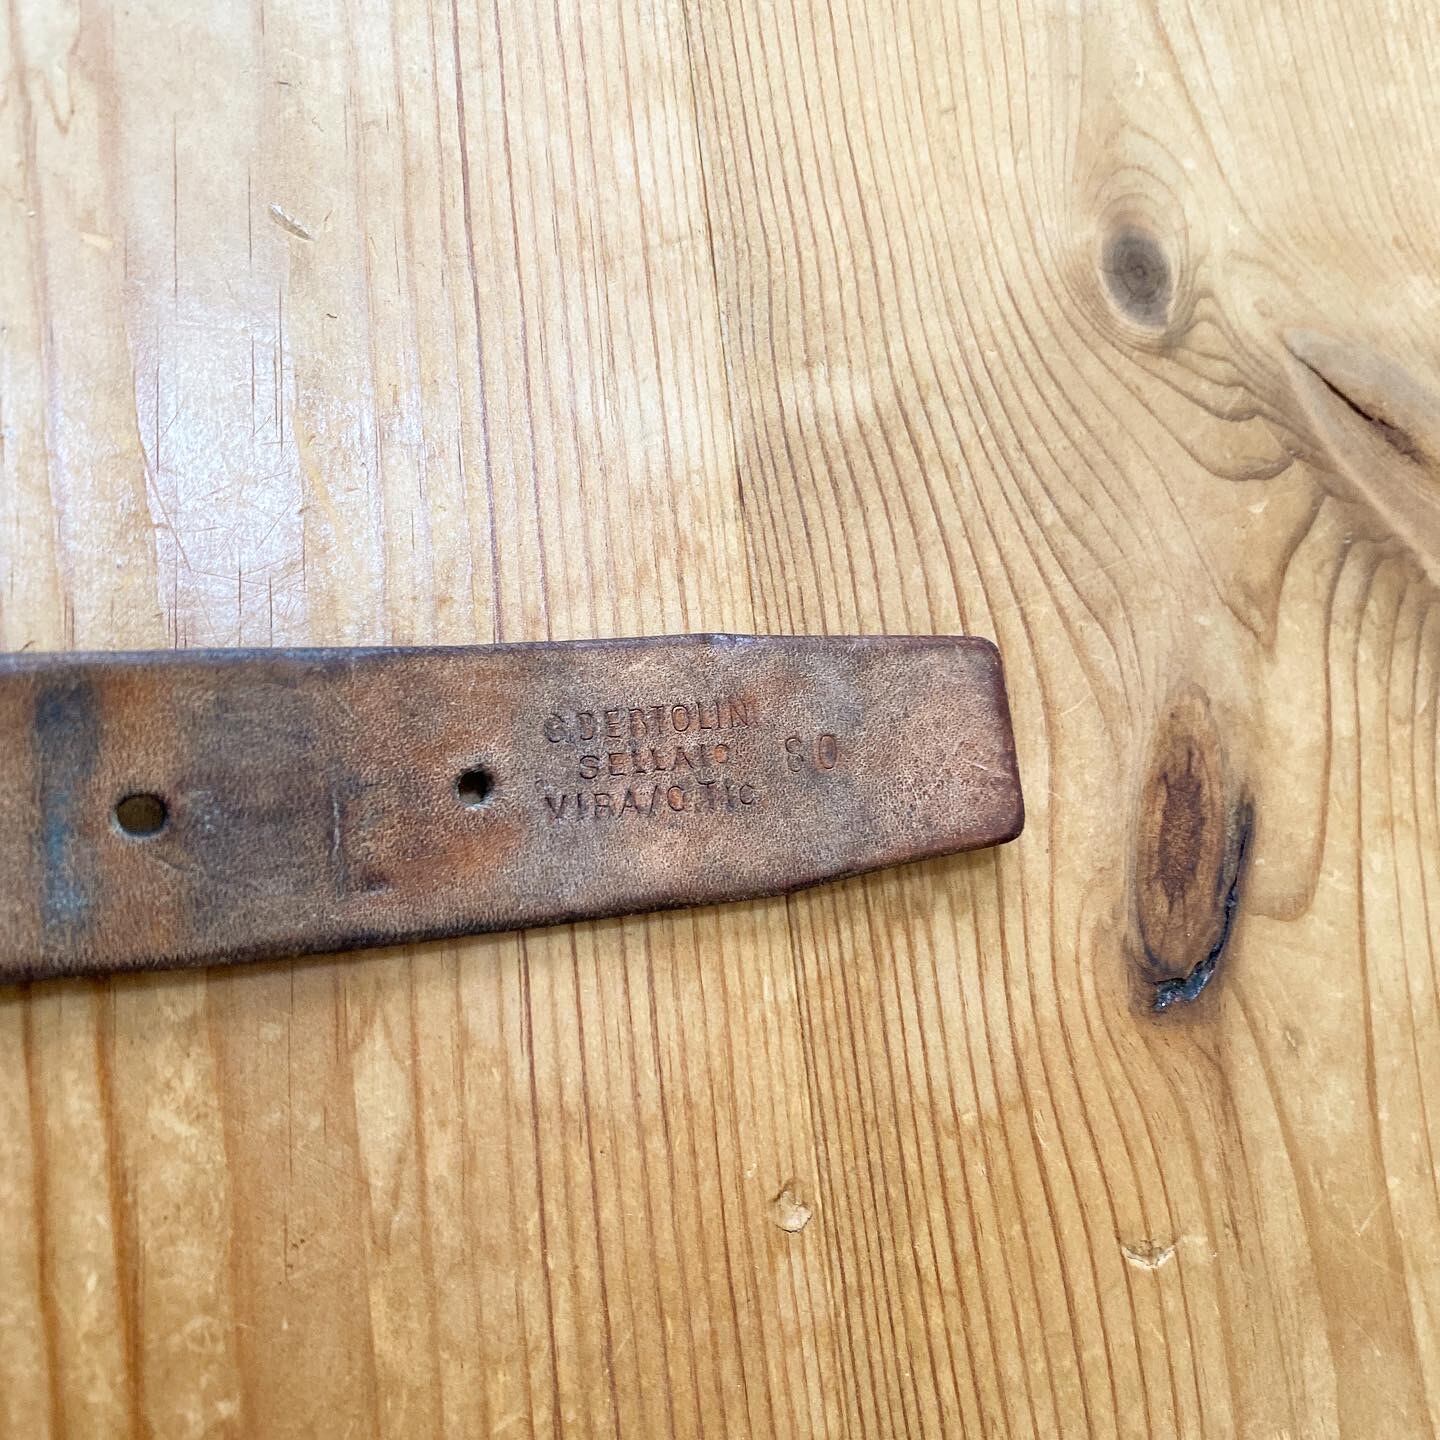 G. BERTOLIN
SELLAIO 80
VIRA/G. TIC